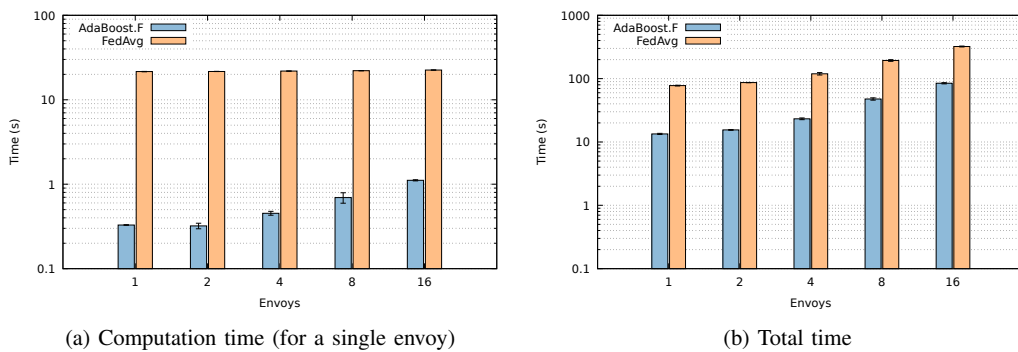 100
10
1
0.1
Time (s)
AdaBoost.F
FedAvg
1 2 4 8 16
Envoys
(a) Computation time (for a single envoy)
1000
100
10
1
0.1
Time (s)
AdaBoost.F
FedAvg
1 2 4 8 16
Envoys
(b) Total time